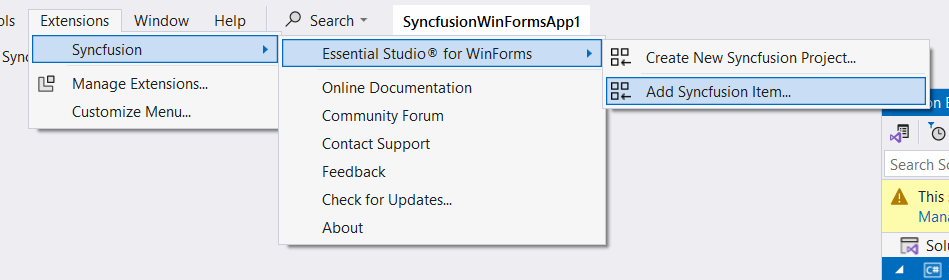 ols Extensions Window Help Search SyncfusionWinFormsApp1
Sync Syncfusion Essential Studio® for WinForms Create New Syncfusion Project...
Manage Extensions... Online Documentation Add Syncfusion Item...
Customize Menu... Community Forum
Contact Support
Feedback
Check for Updates...
About
Search So
This s
Mana
Solu
C#